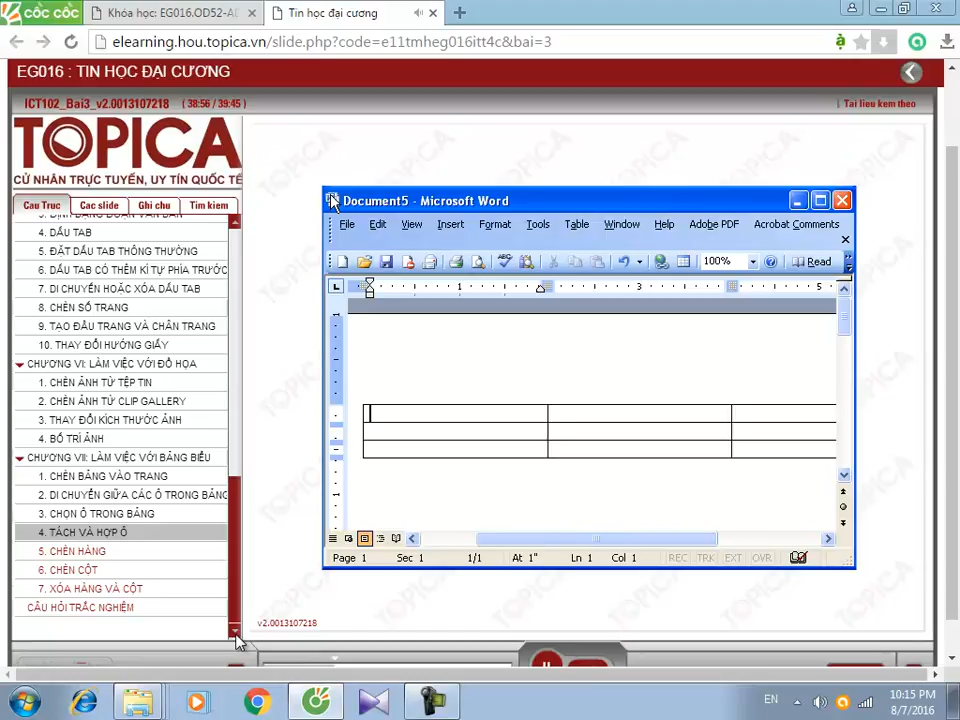 cốc cốc
Khóa học: EG016.OD52-A
Tin học đại cương
elearning.hou.topica.vn/slide.php?code=e11tmheg016itt4c&bai=3
EG016 : TIN HỌC ĐẠI CƯƠNG
ICT102_Bai3_v2.0013107218 ( 38:56 / 39:45 )
Tai lieu kem theo
TOPICA
CỬ NHÂN TRỰC TUYẾN, UY TÍN QUỐC TẾ
Cau Truc Cac slide Ghi chu Tim kiem
4. DẤU TAB
5. ĐẶT DẤU TAB THÔNG THƯỜNG
6. DẤU TAB CÓ THÊM KÍ TỰ PHÍA TRƯỚC
7. DI CHUYỂN HOẶC XÓA DẤU TAB
8. CHÈN SỐ TRANG
9. TẠO ĐẦU TRANG VÀ CHÂN TRANG
10. THAY ĐỔI HƯỚNG GIẤY
CHƯƠNG VI: LÀM VIỆC VỚI ĐỒ HỌA
1. CHÈN ẢNH TỪ TỆP TIN
2. CHÈN ẢNH TỪ CLIP GALLERY
3. THAY ĐỔI KÍCH THƯỚC ẢNH
4. BỐ TRÍ ẢNH
CHƯƠNG VII: LÀM VIỆC VỚI BẢNG BIỂU
1. CHÈN BẢNG VÀO TRANG
2. DI CHUYỂN GIỮA CÁC Ô TRONG BẢNG
3. CHỌN Ô TRONG BẢNG
4. TÁCH VÀ HỢP Ô
5. CHÈN HÀNG
6. CHÈN CỘT
7. XÓA HÀNG VÀ CỘT
CÂU HỎI TRẮC NGHIỆM
Document5 - Microsoft Word
File Edit View Insert Format Tools Table Window Help Adobe PDF Acrobat Comments
100% Read
1 3 5
Page 1 Sec 1 1/1 At 1" Ln 1 Col 1 REC TRK EXT OVR
v2.0013107218
EN
10:15 PM
8/7/2016